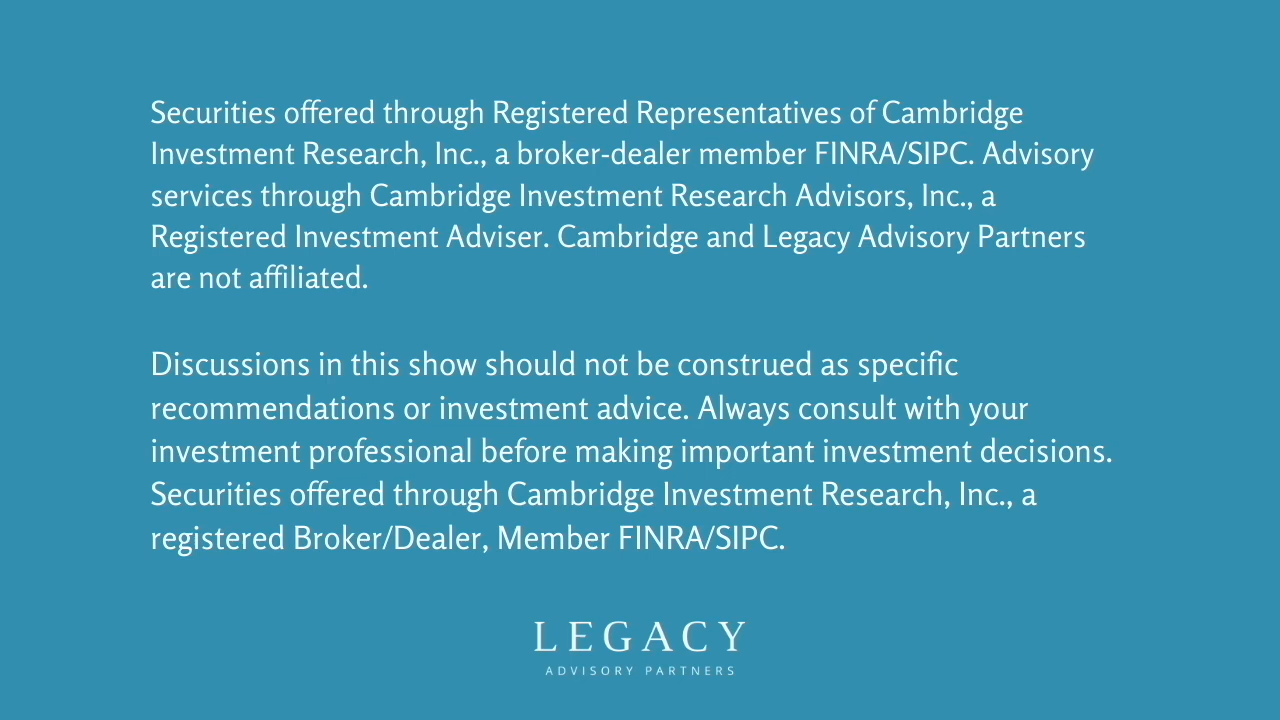 Securities offered through Registered Representatives of Cambridge
Investment Research, Inc., a broker-dealer member FINRA/SIPC. Advisory
services through Cambridge Investment Research Advisors, Inc., a
Registered Investment Adviser. Cambridge and Legacy Advisory Partners
are not affiliated.
Discussions in this show should not be construed as specific
recommendations or investment advice. Always consult with your
investment professional before making important investment decisions.
Securities offered through Cambridge Investment Research, Inc., a
registered Broker/Dealer, Member FINRA/SIPC.
LEGACY
ADVISORY PARTNERS